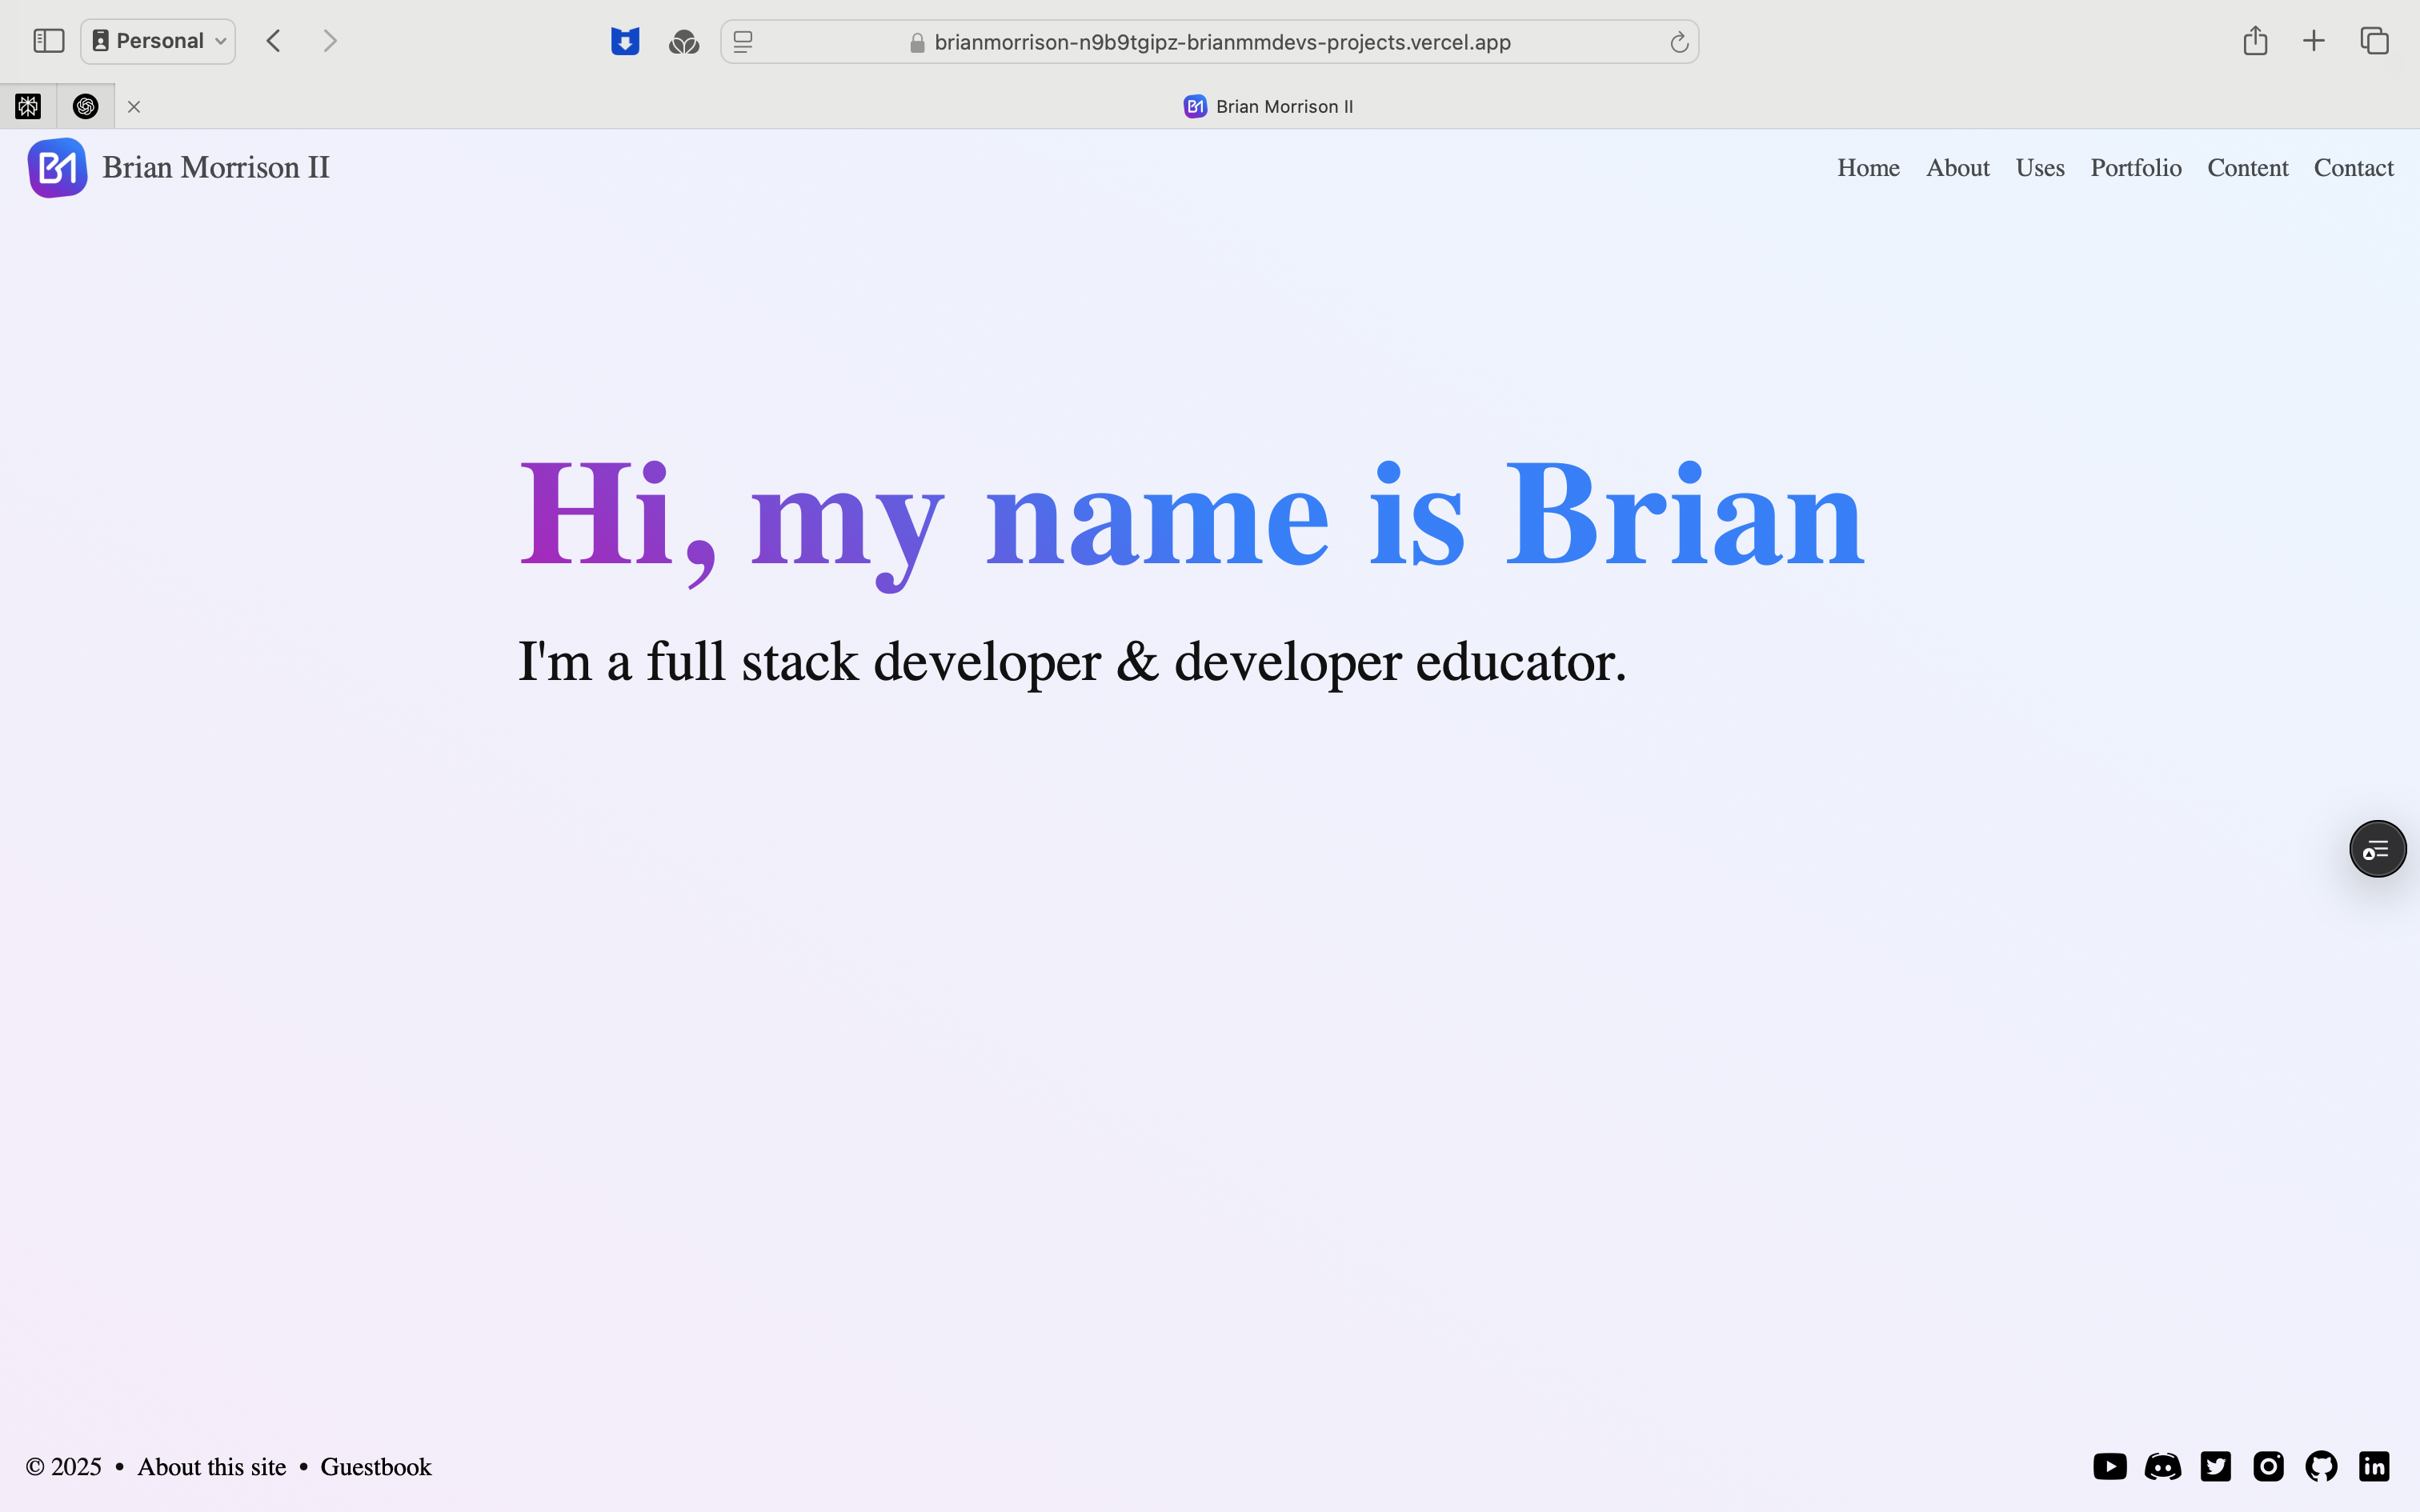 Personal
brianmorrison-n9b9tgipz-brianmmdevs-projects.vercel.app
Brian Morrison II
BM Brian Morrison II
Home About Uses Portfolio Content Contact
Hi, my name is Brian
I'm a full stack developer & developer educator.
© 2025 • About this site • Guestbook